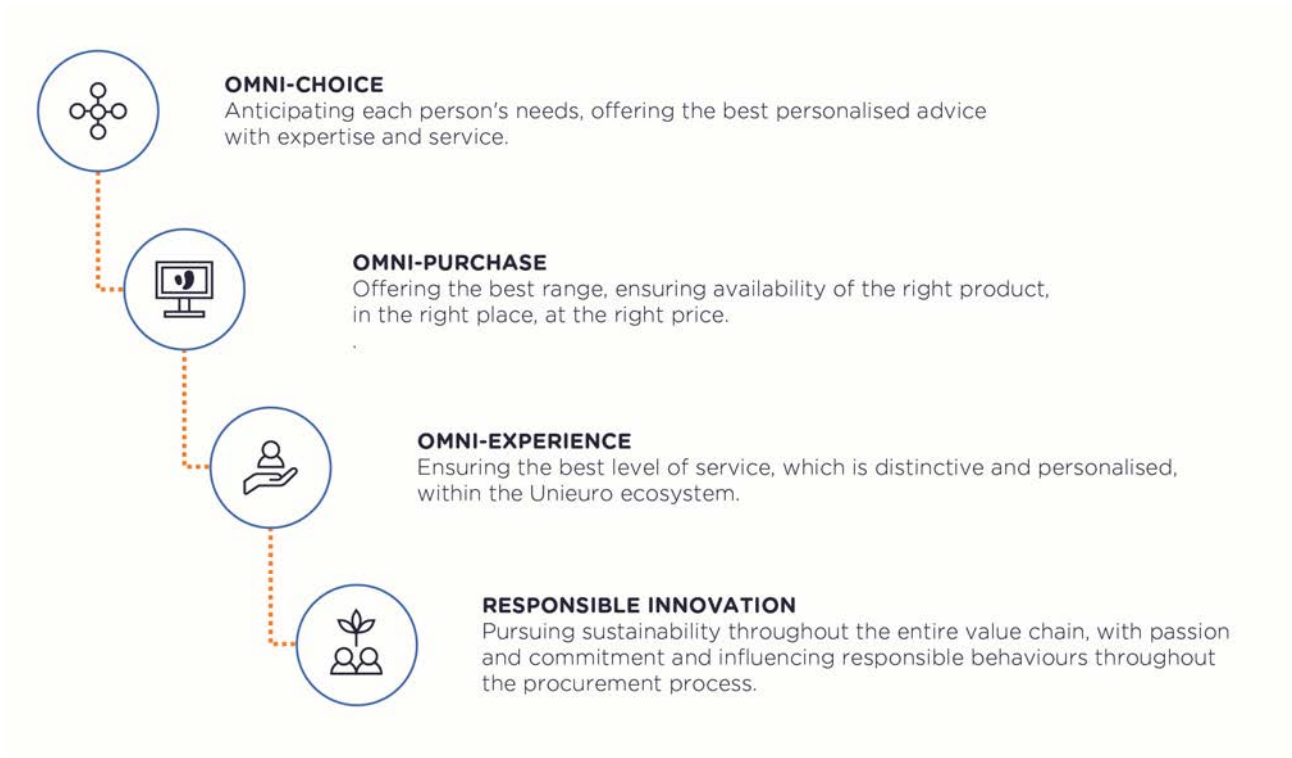 OMNI-CHOICE
Anticipating each person's needs, offering the best personalised advice
with expertise and service.
OMNI-PURCHASE
Offering the best range, ensuring availability of the right product,
in the right place, at the right price.
.
OMNI-EXPERIENCE
Ensuring the best level of service, which is distinctive and personalised,
within the Unieuro ecosystem.
RESPONSIBLE INNOVATION
Pursuing sustainability throughout the entire value chain, with passion
and commitment and influencing responsible behaviours throughout
the procurement process.